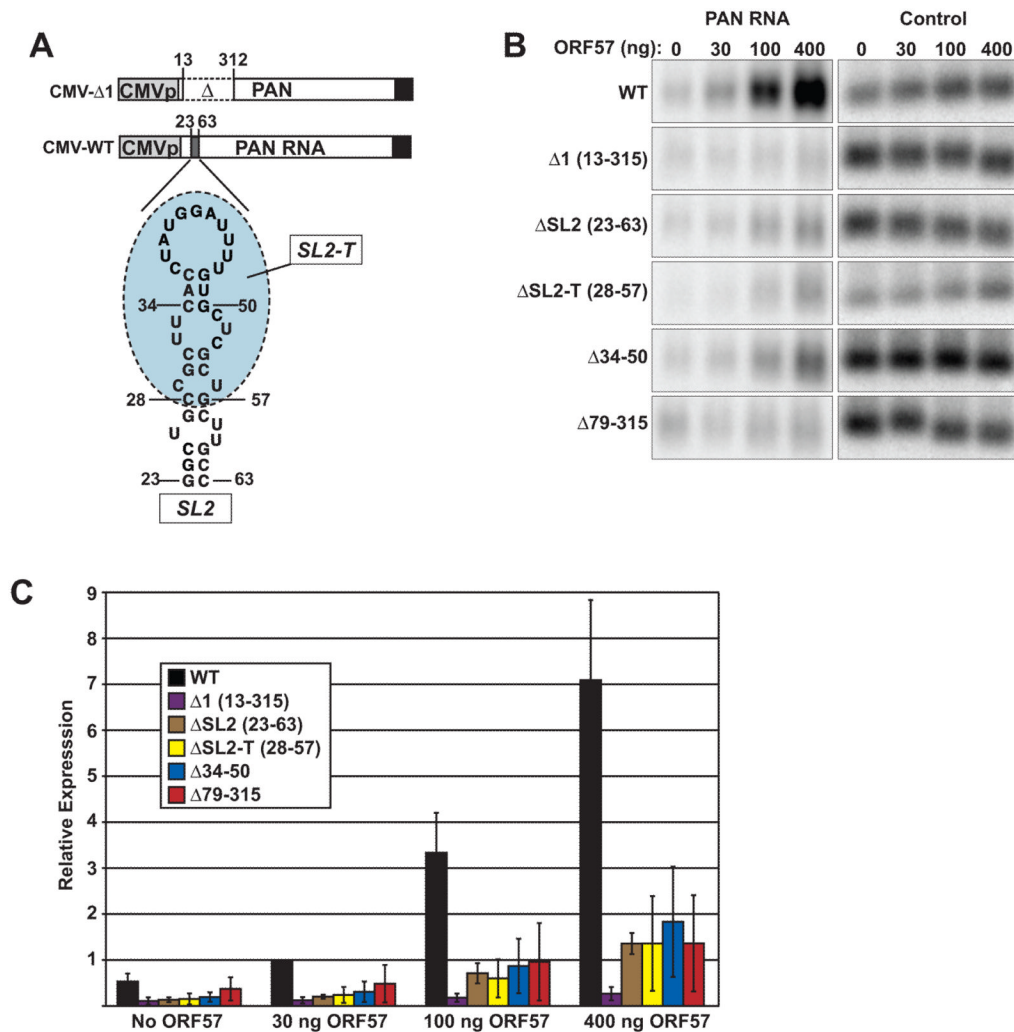 A
13
312
CMV-Δ1
CMVp
Δ
PAN
23
63
CMV-WT
CMVp
PAN RNA
U G G A
A U
U U
C U
C U
C G
A U
34 C G 50
U C
U U
C C
G G
C C
C U
28 G G 57
G C
U U
C U
G G
G C
23 G C 63
SL2-T
SL2
B
PAN RNA
Control
ORF57 (ng): 0 30 100 400 0 30 100 400
WT
Δ1 (13-315)
ΔSL2 (23-63)
ΔSL2-T (28-57)
Δ34-50
Δ79-315
C
Relative Expresssion
9
8
7
6
5
4
3
2
1
WT
Δ1 (13-315)
ΔSL2 (23-63)
ΔSL2-T (28-57)
Δ34-50
Δ79-315
No ORF57
30 ng ORF57
100 ng ORF57
400 ng ORF57